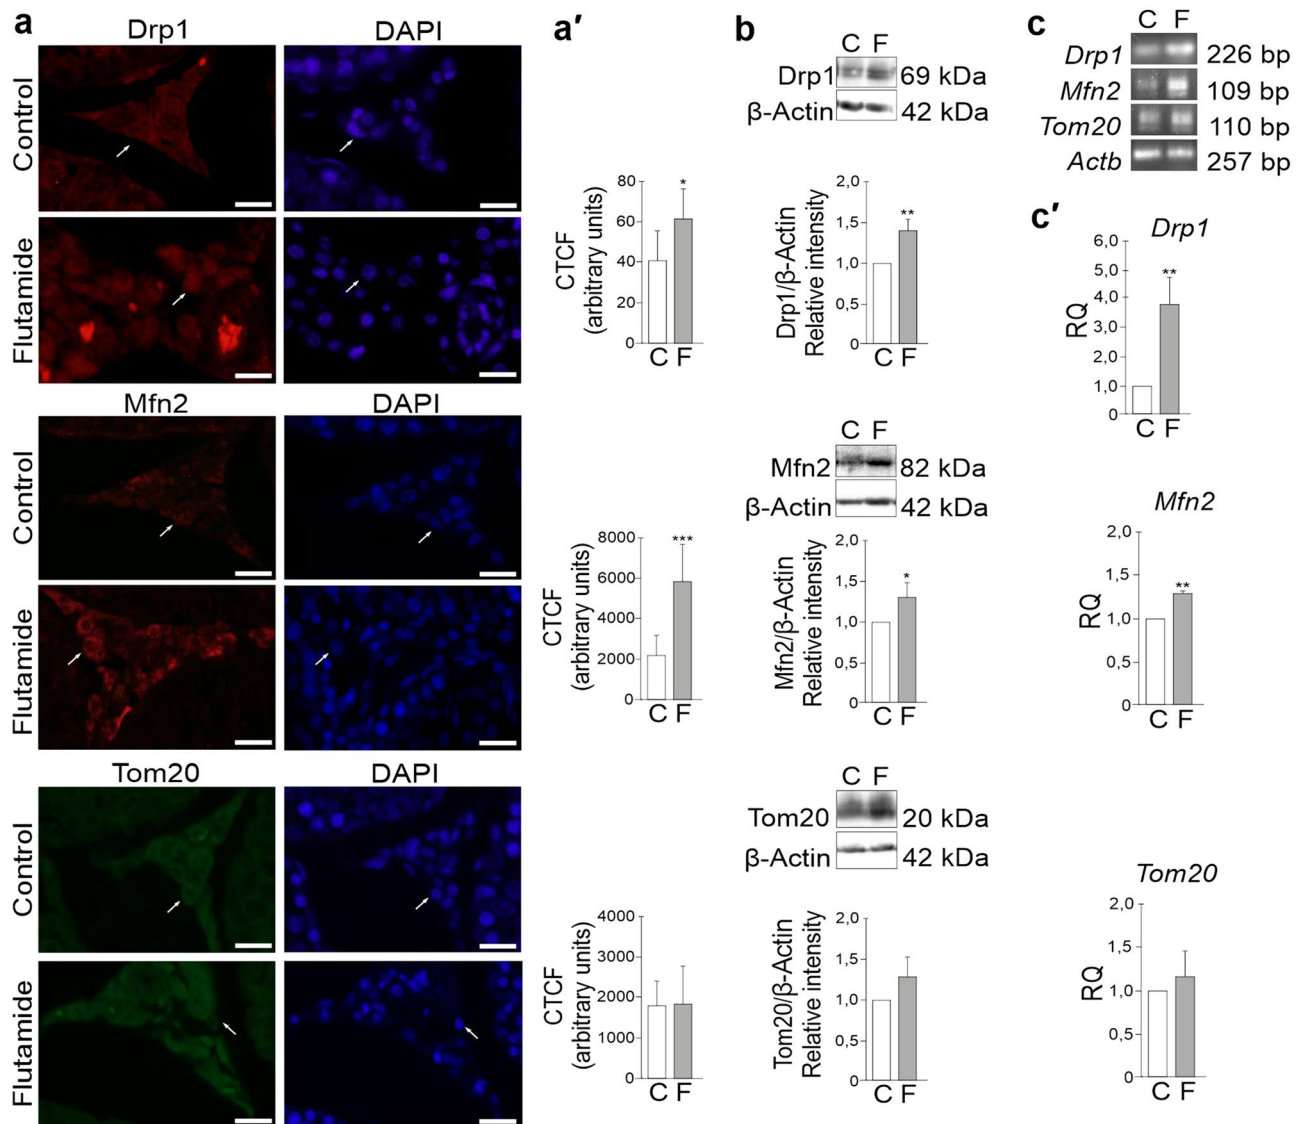 a
Drp1 DAPI
Control
Flutamide
Mfn2 DAPI
Control
Flutamide
Tom20 DAPI
Control
Flutamide
a′
80
60
40
20
0
CTCF
(arbitrary units)
*
C F
8000
6000
4000
2000
0
CTCF
(arbitrary units)
***
C F
4000
3000
2000
1000
0
CTCF
(arbitrary units)
C F
b
C F
Drp1 69 kDa
β-Actin 42 kDa
2,0
1,5
1,0
0,5
0
Drp1/β-Actin
Relative intensity
**
C F
C F
Mfn2 82 kDa
β-Actin 42 kDa
2,0
1,5
1,0
0,5
0
Mfn2/β-Actin
Relative intensity
*
C F
C F
Tom20 20 kDa
β-Actin 42 kDa
2,0
1,5
1,0
0,5
0
Tom20/β-Actin
Relative intensity
C F
c
C F
Drp1 226 bp
Mfn2 109 bp
Tom20 110 bp
Actb 257 bp
c′
Drp1
6,0
5,0
4,0
3,0
2,0
1,0
0
RQ
**
C F
Mfn2
2,0
1,5
1,0
0,5
0
RQ
**
C F
Tom20
2,0
1,5
1,0
0,5
0
RQ
C F